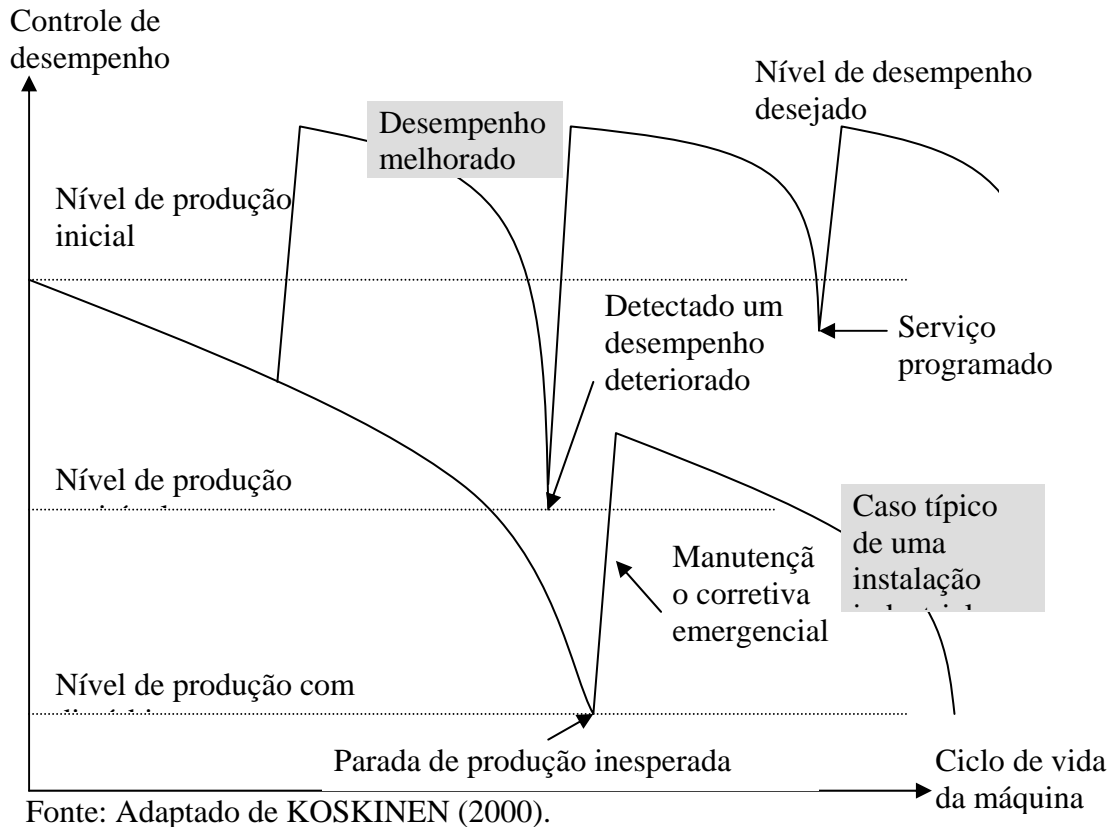 Controle de
desempenho
Nível de desempenho
desejado
Desempenho
melhorado
Nível de produção
inicial
Detectado um
desempenho
deteriorado
Serviço
programado
Nível de produção
Caso típico
de uma
instalação
Manutençã
o corretiva
emergencial
Nível de produção com
Parada de produção inesperada
Ciclo de vida
da máquina
Fonte: Adaptado de KOSKINEN (2000).